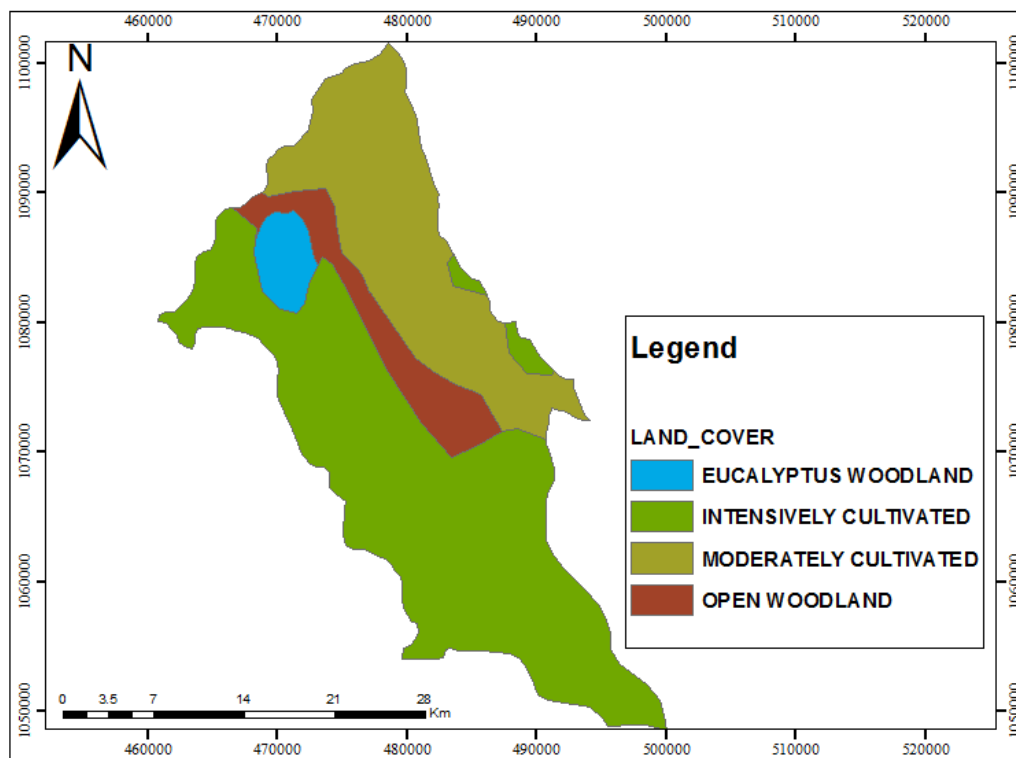 460000 470000 480000 490000 500000 510000 520000
N
1100000 1100000
1090000 1090000
1080000 1080000
Legend
LAND_COVER
1070000 1070000
EUCALYPTUS WOODLAND
INTENSIVELY CULTIVATED
MODERATELY CULTIVATED
1060000 1060000
OPEN WOODLAND
0 3.5 7 14 21 28
Km
1050000 1050000
460000 470000 480000 490000 500000 510000 520000